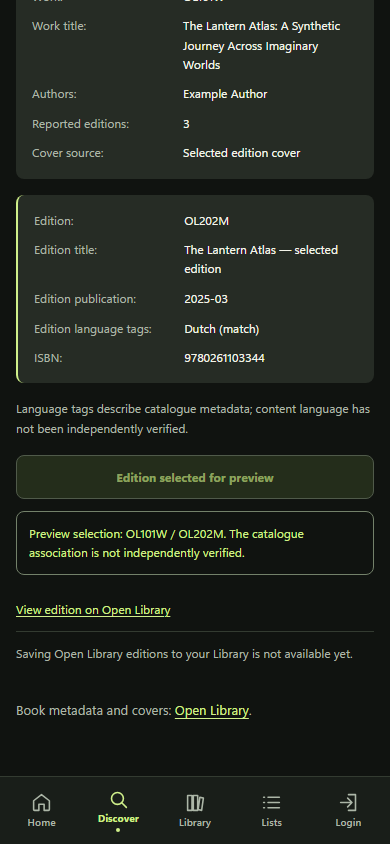 Work title: The Lantern Atlas: A Synthetic
Journey Across Imaginary
Worlds
Authors: Example Author
Reported editions: 3
Cover source: Selected edition cover
Edition: OL202M
Edition title: The Lantern Atlas — selected
edition
Edition publication: 2025-03
Edition language tags: Dutch (match)
ISBN: 9780261103344
Language tags describe catalogue metadata; content language has
not been independently verified.
Edition selected for preview
Preview selection: OL101W / OL202M. The catalogue
association is not independently verified.
View edition on Open Library
Saving Open Library editions to your Library is not available yet.
Book metadata and covers: Open Library.
Home Discover Library Lists Login